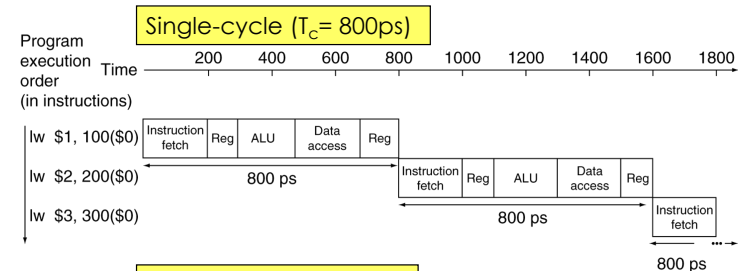 Single-cycle (Tc= 800ps)
Program
execution
order
(in instructions)
Time
200 400 600 800 1000 1200 1400 1600 1800
lw $1, 100($0)
Instruction
fetch
Reg
ALU
Data
access
Reg
lw $2, 200($0)
800 ps
Instruction
fetch
Reg
ALU
Data
access
Reg
lw $3, 300($0)
800 ps
Instruction
fetch
...
800 ps